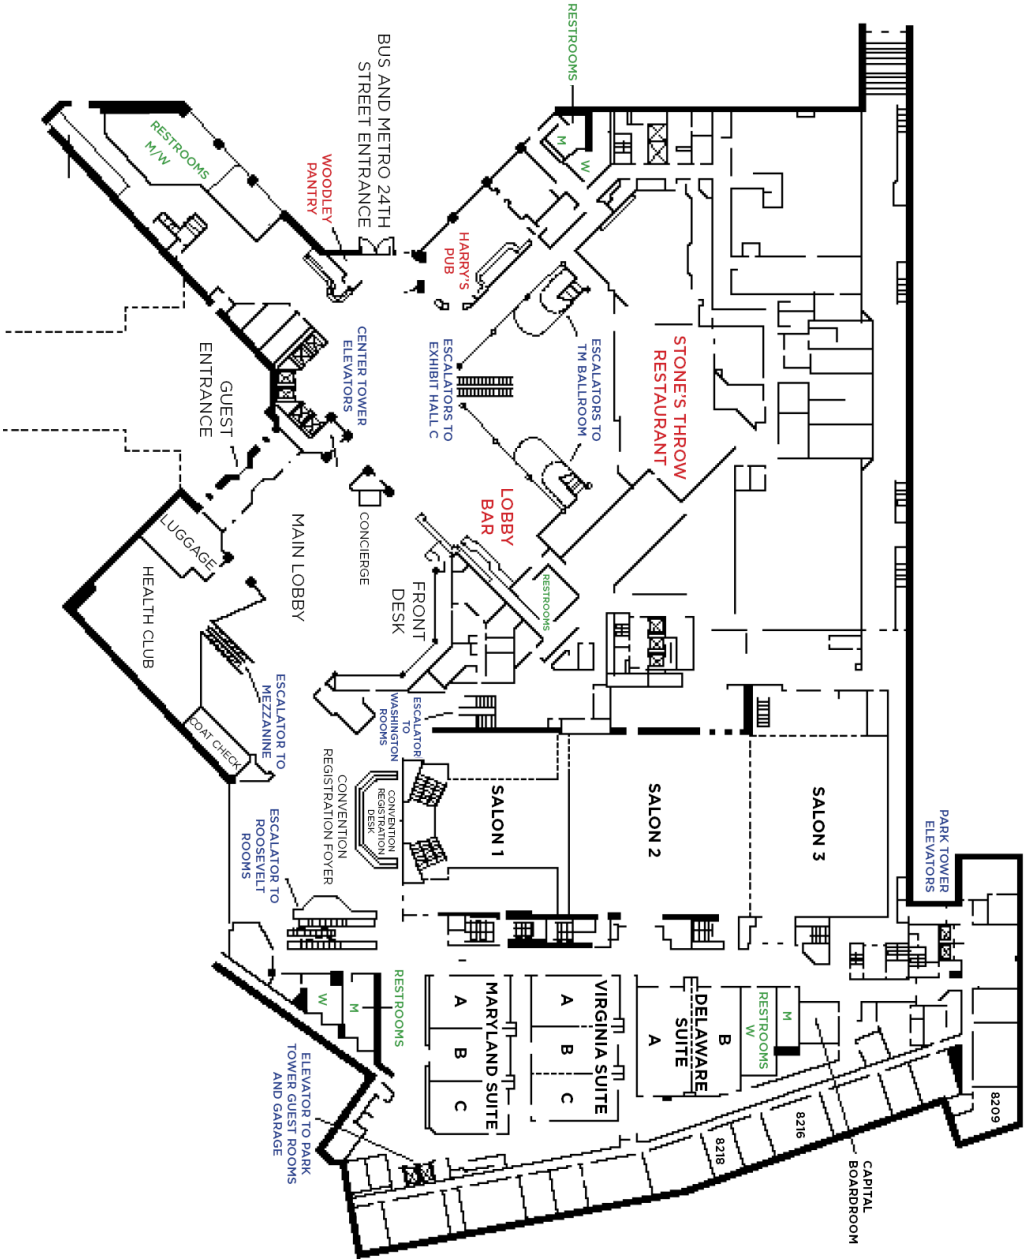 RESTROOMS
M
W
BUS AND METRO 24TH
STREET ENTRANCE
RESTROOMS
M/W
WOODLEY
PANTRY
HARRY'S
PUB
GUEST
ENTRANCE
CENTER TOWER
ELEVATORS
ESCALATORS TO
EXHIBIT HALL C
ESCALATORS TO
TM BALLROOM
STONE'S THROW
RESTAURANT
LOBBY
BAR
RESTROOMS
CONCIERGE
MAIN LOBBY
LUGGAGE
HEALTH CLUB
FRONT
DESK
ESCALATOR TO
MEZZANINE
COAT CHECK
ESCALATOR
TO
WASHINGTON
ROOMS
CONVENTION
REGISTRATION FOYER
CONVENTION
REGISTRATION
DESK
ESCALATOR TO
ROOSEVELT
ROOMS
SALON 1
SALON 2
SALON 3
PARK TOWER
ELEVATORS
RESTROOMS
M
W
MARYLAND SUITE
A
B
C
VIRGINIA SUITE
A
B
C
DELAWARE
SUITE
A
B
RESTROOMS
W
M
ELEVATOR TO PARK
TOWER GUEST ROOMS
AND GARAGE
8209
8216
8218
CAPITAL
BOARDROOM